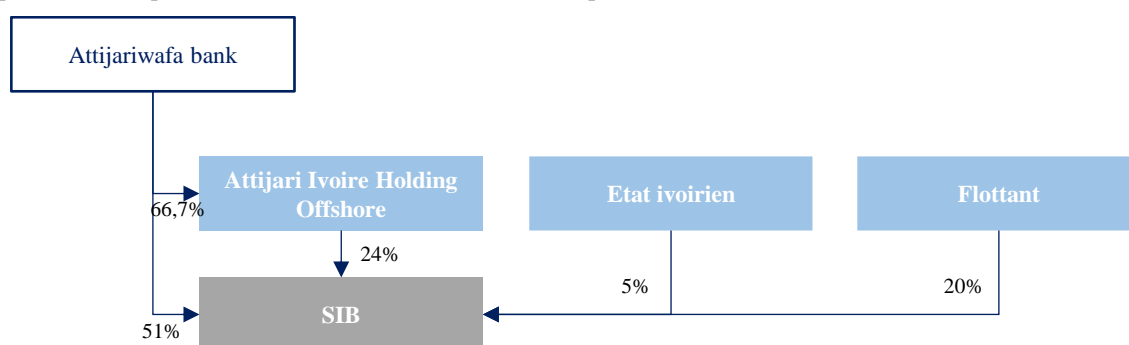 Attijariwafa bank
Attijari Ivoire Holding
Offshore
Etat ivoirien
Flottant
66,7%
24%
5%
20%
SIB
51%